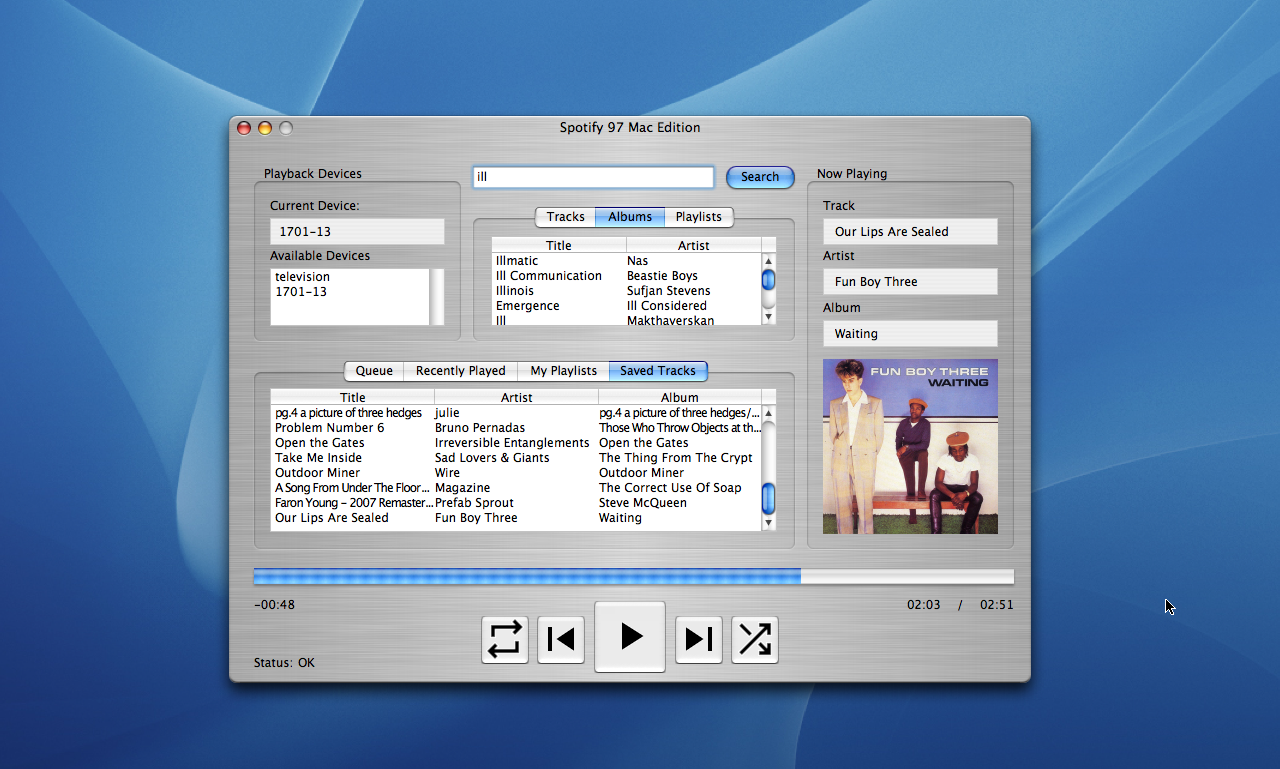 Spotify 97 Mac Edition
Playback Devices
Current Device:
1701-13
Available Devices
television
1701-13
ill
Search
Tracks Albums Playlists
Title Artist
Illmatic Nas
Ill Communication Beastie Boys
Illinois Sufjan Stevens
Emergence Ill Considered
Ill Makthaverskan
Now Playing
Track
Our Lips Are Sealed
Artist
Fun Boy Three
Album
Waiting
FUN BOY THREE
WAITING
Queue Recently Played My Playlists Saved Tracks
Title Artist Album
pg.4 a picture of three hedges julie pg.4 a picture of three hedges/...
Problem Number 6 Bruno Pernadas Those Who Throw Objects at th...
Open the Gates Irreversible Entanglements Open the Gates
Take Me Inside Sad Lovers & Giants The Thing From The Crypt
Outdoor Miner Wire Outdoor Miner
A Song From Under The Floor... Magazine The Correct Use Of Soap
Faron Young – 2007 Remaster... Prefab Sprout Steve McQueen
Our Lips Are Sealed Fun Boy Three Waiting
-00:48 02:03 / 02:51
Status: OK